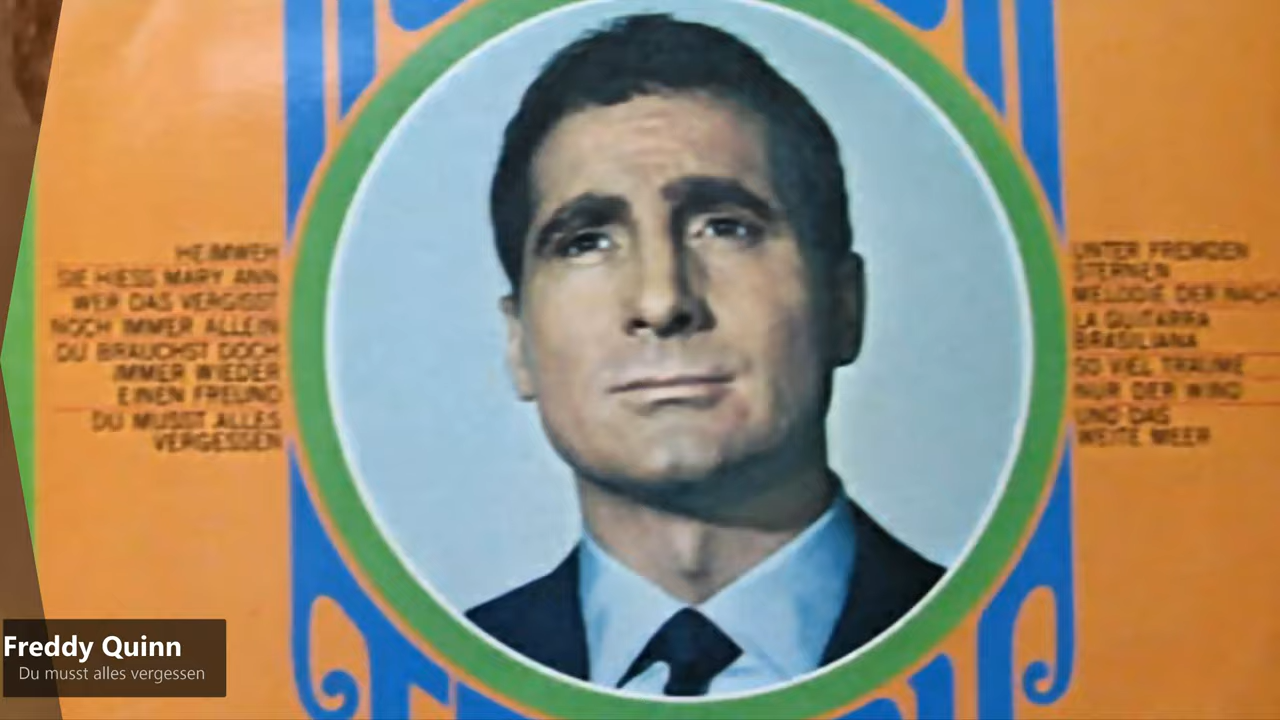 HEIMWEH
SIE HIESS MARY ANN
WER DAS VERGISST
NOCH IMMER ALLEIN
DU BRAUCHST DOCH
IMMER WIEDER
EINEN FREUND
DU MUSST ALLES
VERGESSEN
UNTER FREMDEN
STERNEN
MELODIE DER NACH
LA GUITARRA
BRASILIANA
SO VIEL TRÄUME
NUR DER WIND
UND DAS
WEITE MEER
Freddy Quinn
Du musst alles vergessen